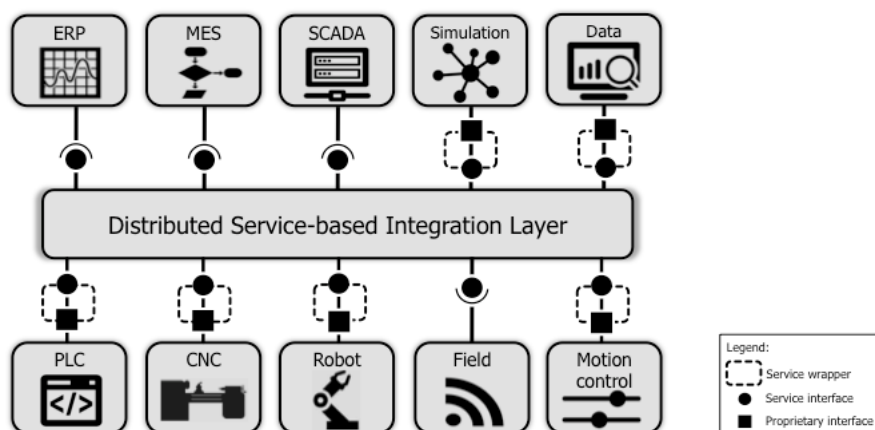 ERP
MES
SCADA
Simulation
Data
Distributed Service-based Integration Layer
PLC
CNC
Robot
Field
Motion
control
</>
Legend:
Service wrapper
Service interface
Proprietary interface